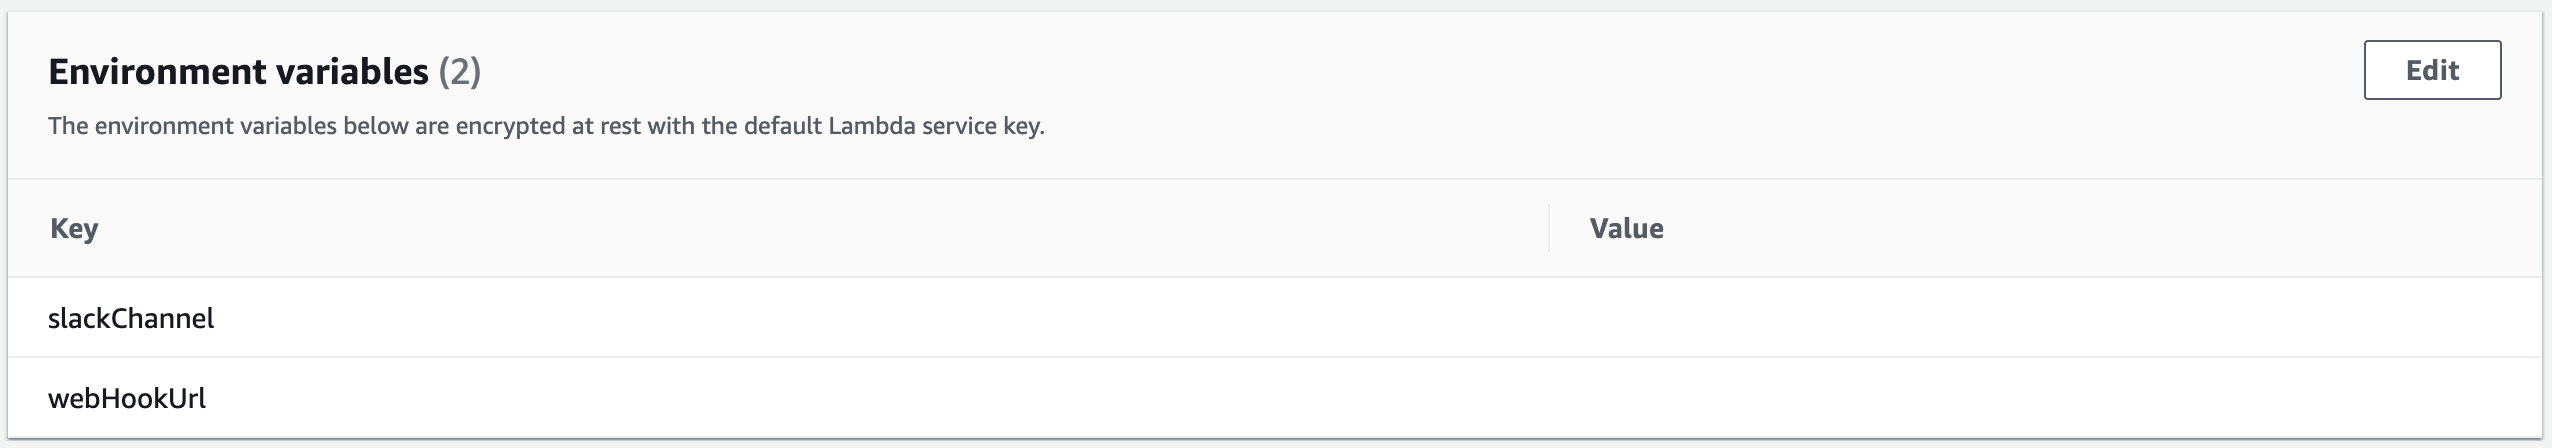 Environment variables (2)
Edit
The environment variables below are encrypted at rest with the default Lambda service key.
Key Value
slackChannel
webHookUrl